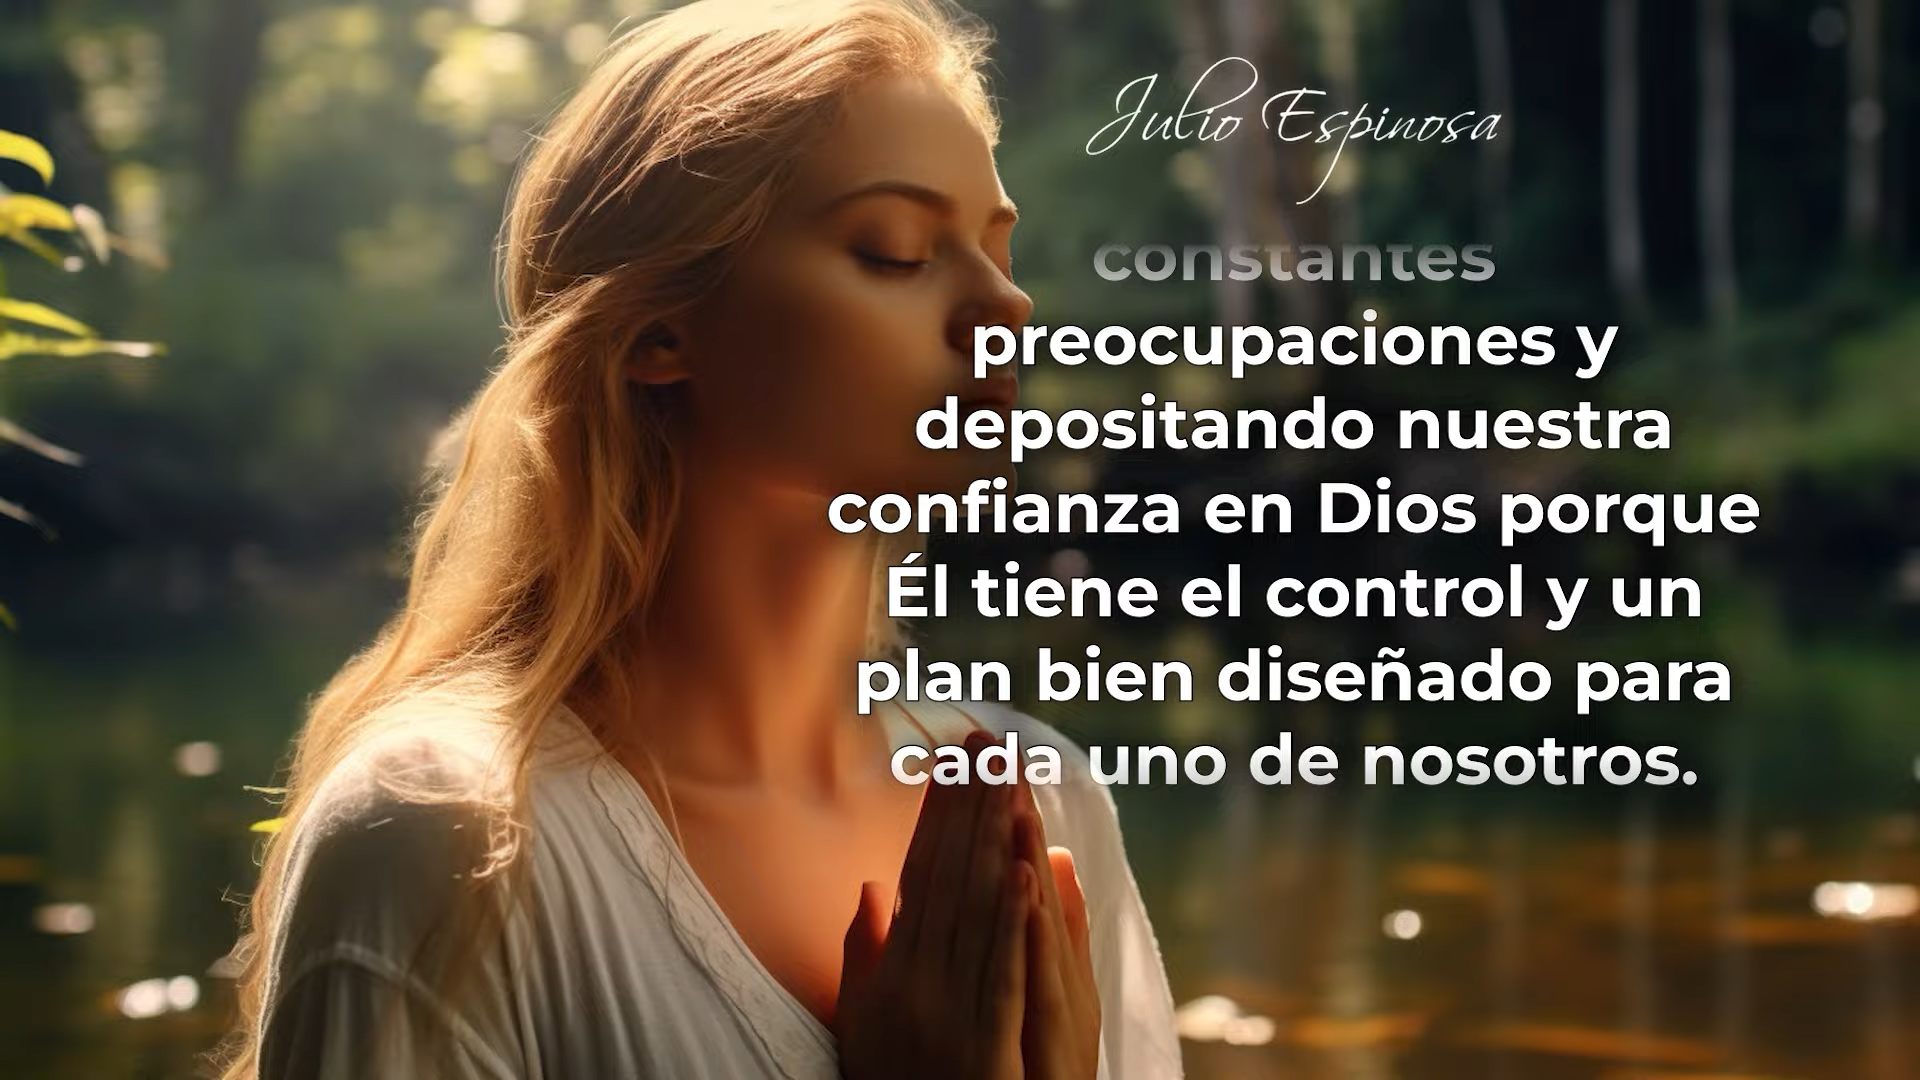 Julio Espinosa
constantes
preocupaciones y
depositando nuestra
confianza en Dios porque
Él tiene el control y un
plan bien diseñado para
cada uno de nosotros.